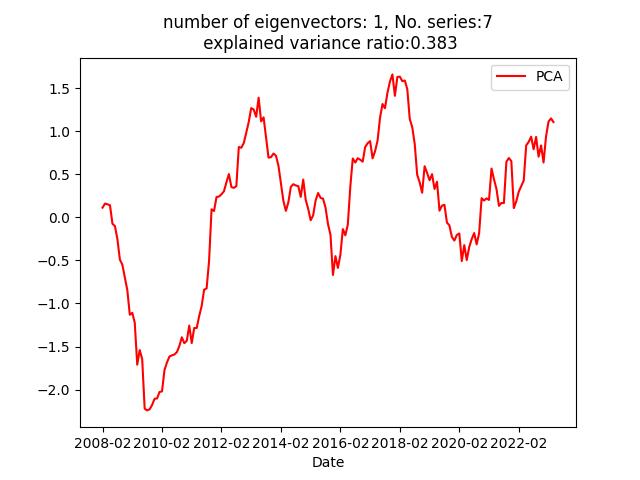 number of eigenvectors: 1, No. series:7
explained variance ratio:0.383
PCA
1.5
1.0
0.5
0.0
−0.5
−1.0
−1.5
−2.0
2008-02 2010-02 2012-02 2014-02 2016-02 2018-02 2020-02 2022-02
Date